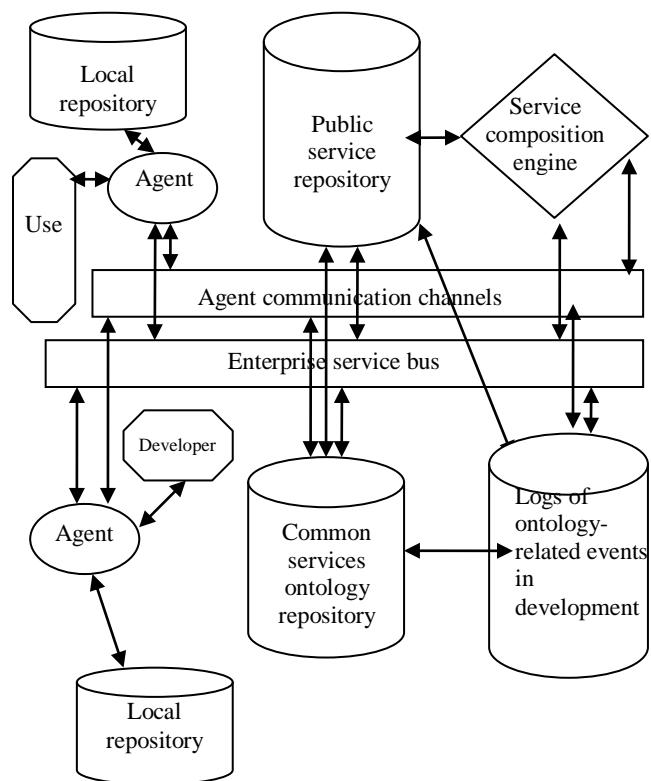 Local
repository
Public
service
repository
Service
composition
engine
Agent
Use
Agent communication channels
Enterprise service bus
Developer
Agent
Common
services
ontology
repository
Logs of
ontology-
related events
in
development
Local
repository